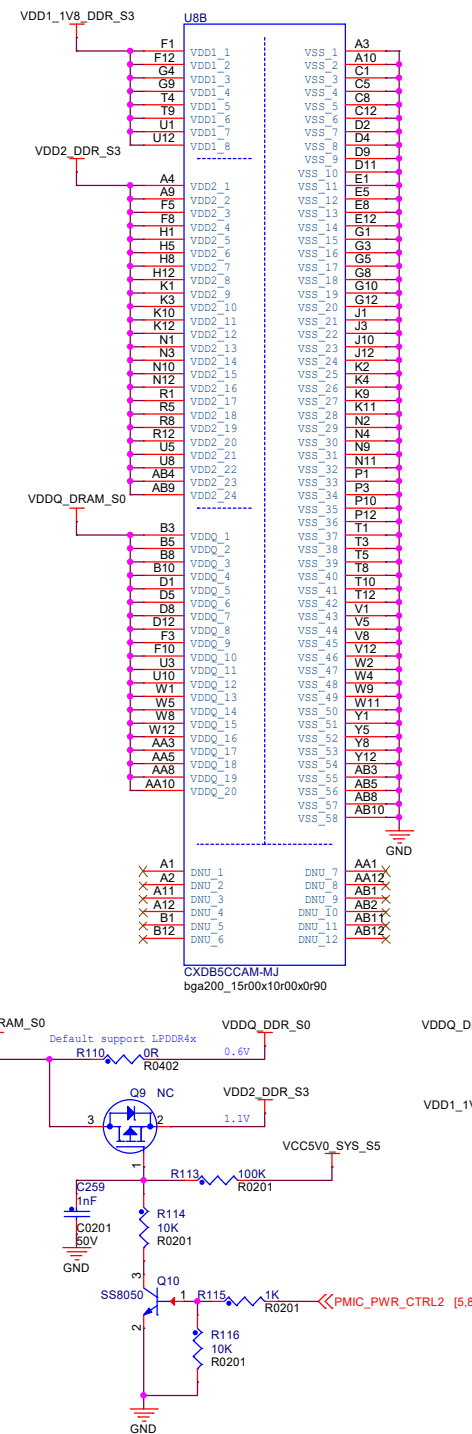 VDD1_1V8_DDR_S3
U8B
F1 VDD1_1 VSS_1 A3
F12 VDD1_2 VSS_2 A10
G4 VDD1_3 VSS_3 C1
G9 VDD1_4 VSS_4 C5
T4 VDD1_5 VSS_5 C8
T9 VDD1_6 VSS_6 C12
U1 VDD1_7 VSS_7 D2
U12 VDD1_8 VSS_8 D4
VSS_9 D9
VDD2_DDR_S3
VSS_10 D11
A4 VDD2_1 VSS_11 E1
A9 VDD2_2 VSS_12 E5
F5 VDD2_3 VSS_13 E8
F8 VDD2_4 VSS_14 E12
H1 VDD2_5 VSS_15 G1
H5 VDD2_6 VSS_16 G3
H8 VDD2_7 VSS_17 G5
H12 VDD2_8 VSS_18 G8
K1 VDD2_9 VSS_19 G10
K3 VDD2_10 VSS_20 G12
K10 VDD2_11 VSS_21 J1
K12 VDD2_12 VSS_22 J3
N1 VDD2_13 VSS_23 J10
N3 VDD2_14 VSS_24 J12
N10 VDD2_15 VSS_25 K2
N12 VDD2_16 VSS_26 K4
R1 VDD2_17 VSS_27 K9
R5 VDD2_18 VSS_28 K11
R8 VDD2_19 VSS_29 N2
R12 VDD2_20 VSS_30 N4
U5 VDD2_21 VSS_31 N9
U8 VDD2_22 VSS_32 N11
AB4 VDD2_23 VSS_33 P1
AB9 VDD2_24 VSS_34 P3
VDDQ_DRAM_S0
VSS_35 P10
VSS_36 P12
B3 VDDQ_1 VSS_37 T1
B5 VDDQ_2 VSS_38 T3
B8 VDDQ_3 VSS_39 T5
B10 VDDQ_4 VSS_40 T8
D1 VDDQ_5 VSS_41 T10
D5 VDDQ_6 VSS_42 T12
D8 VDDQ_7 VSS_43 V1
D12 VDDQ_8 VSS_44 V5
F3 VDDQ_9 VSS_45 V8
F10 VDDQ_10 VSS_46 V12
U3 VDDQ_11 VSS_47 W2
U10 VDDQ_12 VSS_48 W4
W1 VDDQ_13 VSS_49 W9
W5 VDDQ_14 VSS_50 W11
W8 VDDQ_15 VSS_51 Y1
W12 VDDQ_16 VSS_52 Y5
AA3 VDDQ_17 VSS_53 Y8
AA5 VDDQ_18 VSS_54 Y12
AA8 VDDQ_19 VSS_55 AB3
AA10 VDDQ_20 VSS_56 AB5
VSS_57 AB8
VSS_58 AB10
GND
A1 DNU_1 DNU_7 AA1
A2 DNU_2 DNU_8 AA12
A11 DNU_3 DNU_9 AB1
A12 DNU_4 DNU_10 AB2
B1 DNU_5 DNU_11 AB11
B12 DNU_6 DNU_12 AB12
CXDB5CCAM-MJ
bga200_15r00x10r00x0r90
RAM_S0 VDDQ_DDR_S0 VDDQ_D
Default support LPDDR4x
R110 0R 0.6V
R0402
Q9 NC VDD2_DDR_S3 VDD1_1V
3 2 1.1V
1
VCC5V0_SYS_S5
R113 100K
R0201
C259
1nF
C0201
50V
GND
R114
10K
R0201
3
Q10
SS8050 1 R115 1K
R0201
PMIC_PWR_CTRL2 [5,8
2
R116
10K
R0201
GND